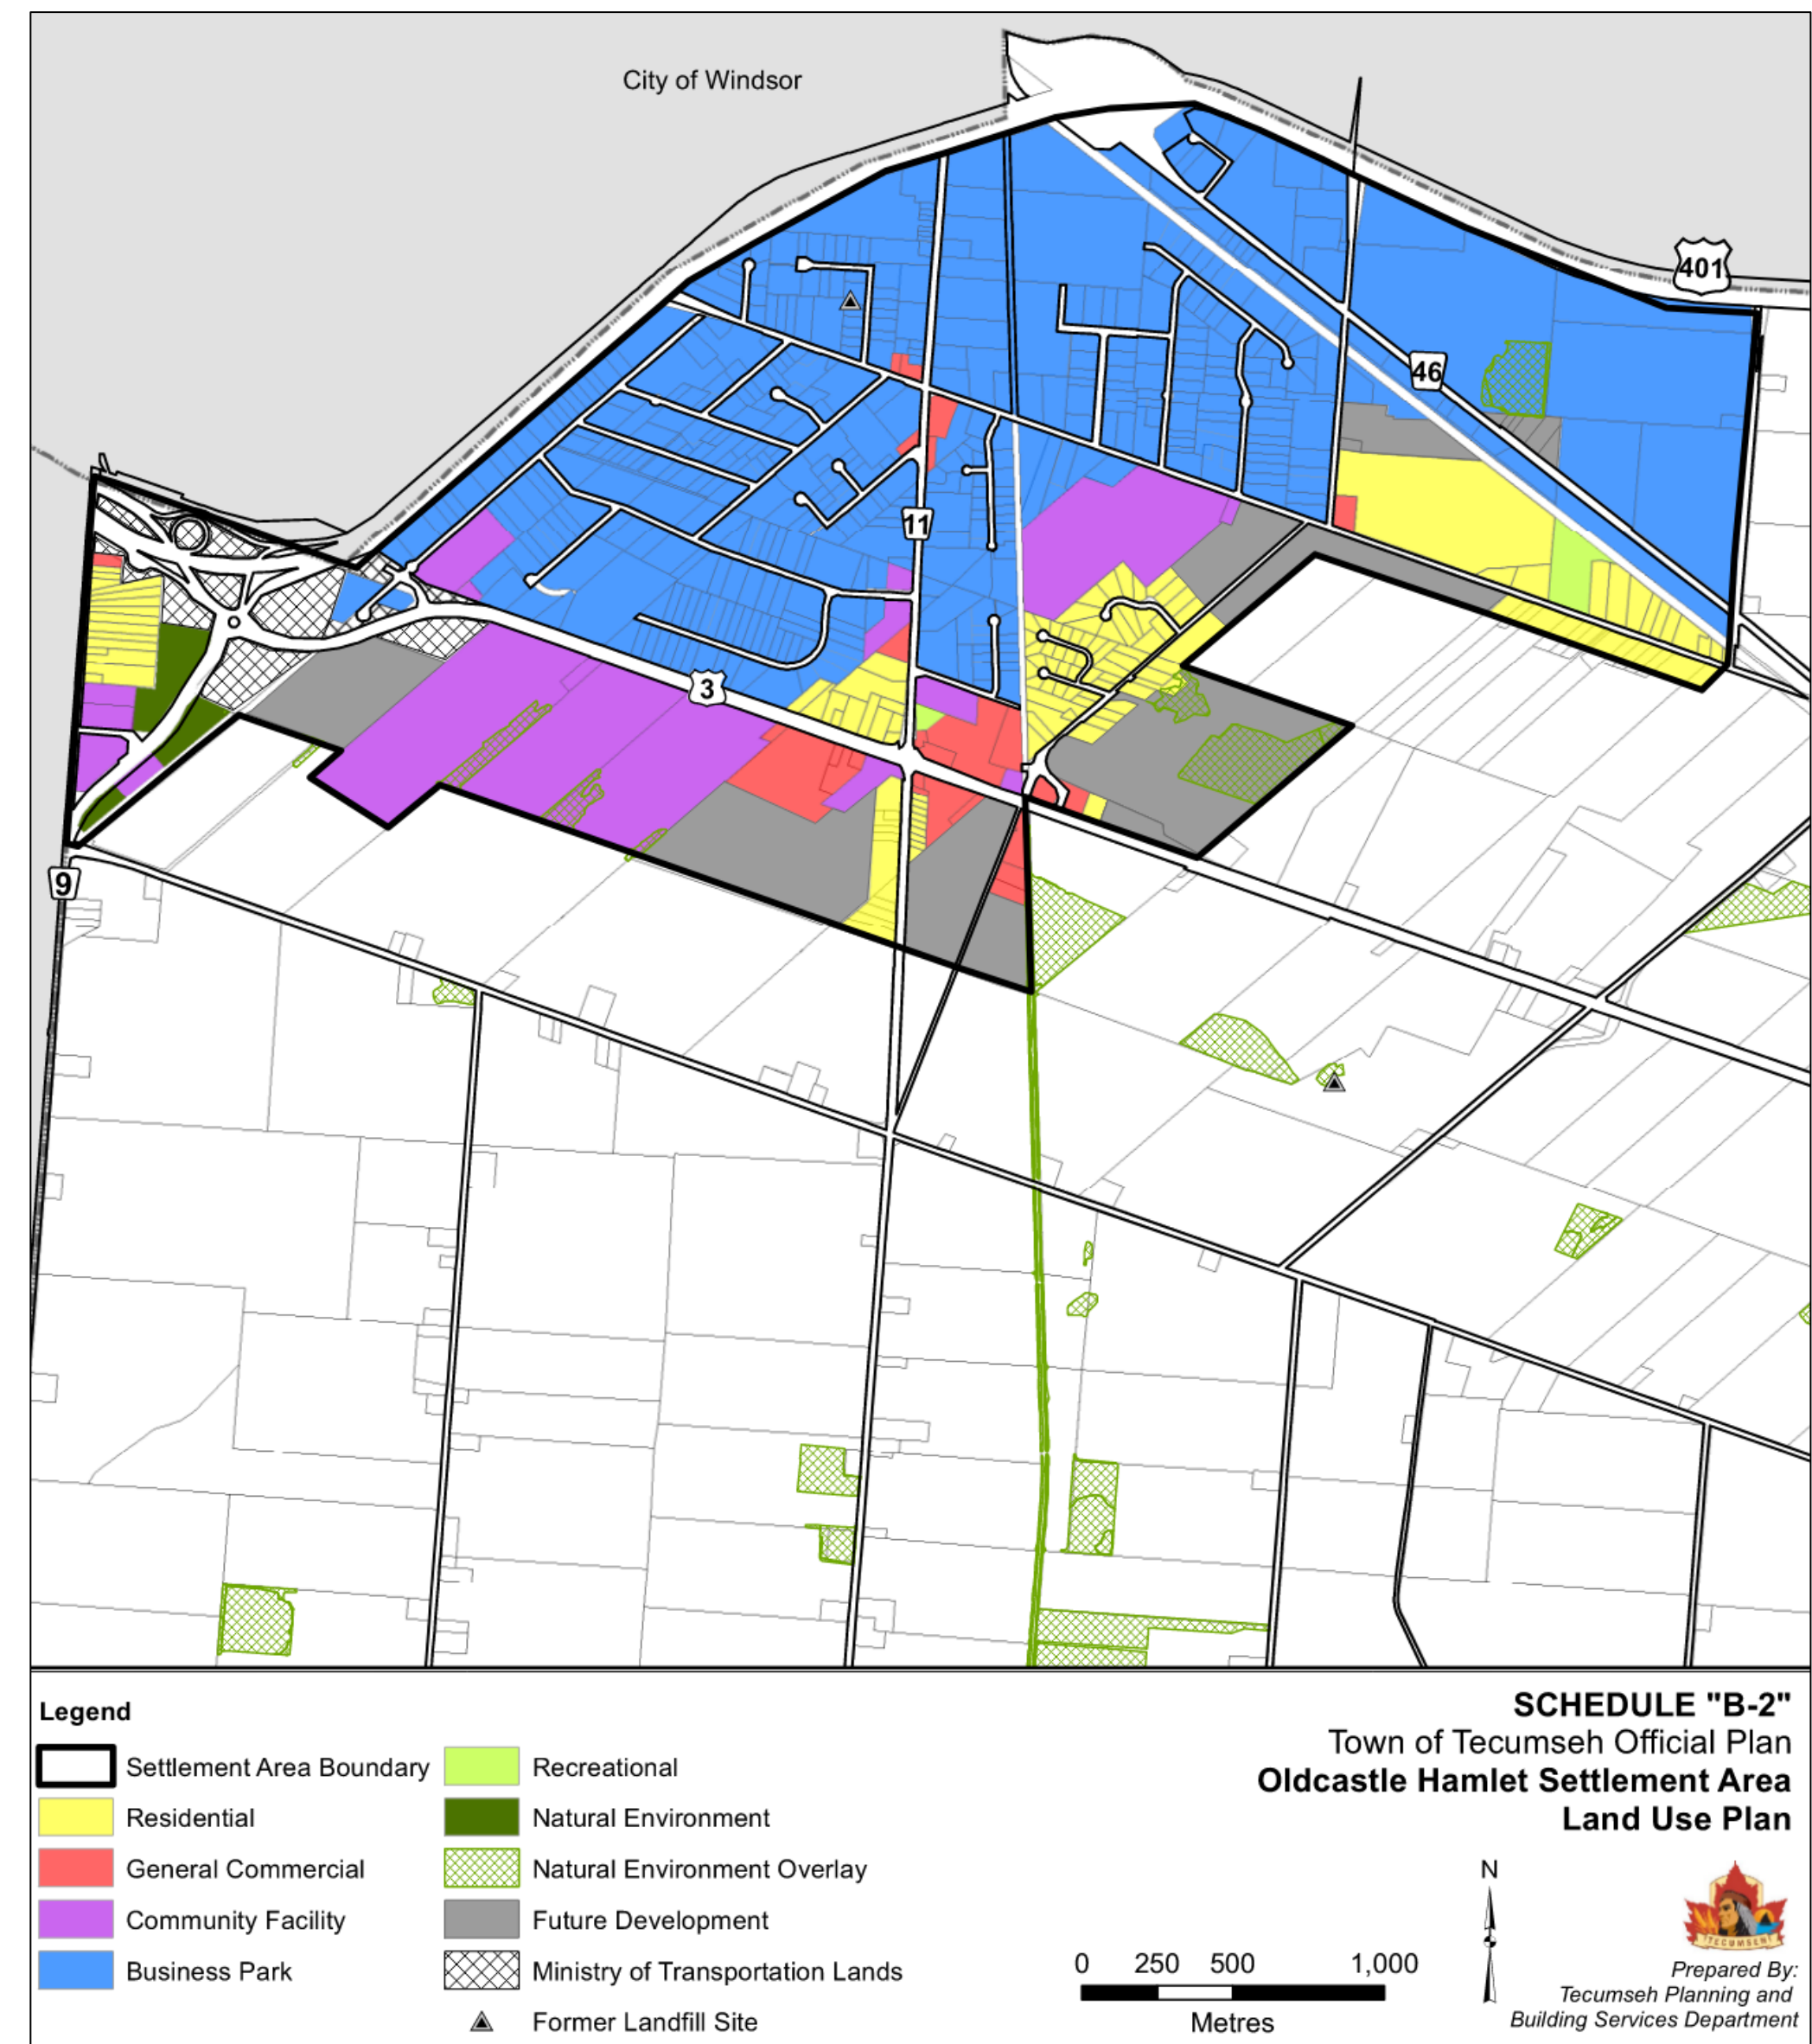 City of Windsor
401
46
11
3
9
Legend
Settlement Area Boundary
Residential
General Commercial
Community Facility
Business Park
Recreational
Natural Environment
Natural Environment Overlay
Future Development
Ministry of Transportation Lands
Former Landfill Site
SCHEDULE "B-2"
Town of Tecumseh Official Plan
Oldcastle Hamlet Settlement Area
Land Use Plan
N
0 250 500 1,000
Metres
TECUMSEH
Prepared By:
Tecumseh Planning and
Building Services Department